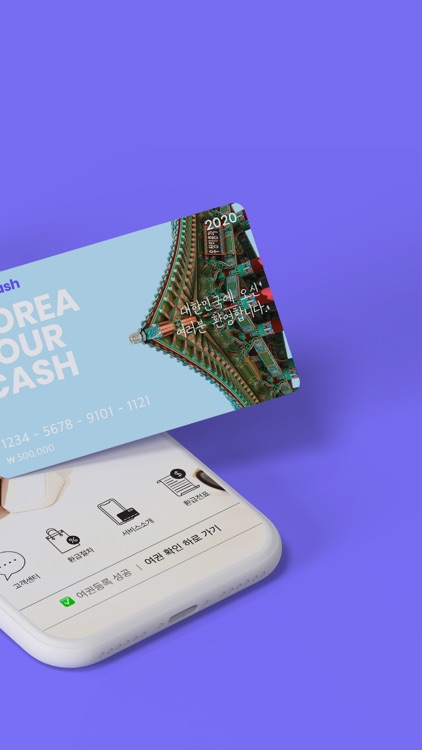 2020
ash
OREA
OUR
CASH
대한민국에 오신
여러분 환영합니다.
1234 - 5678 - 9101 - 1121
₩ 500,000
고객센터
환급절차
서비스소개
환급전표
✅ 여권등록 성공 | 여권 확인 하로 가기